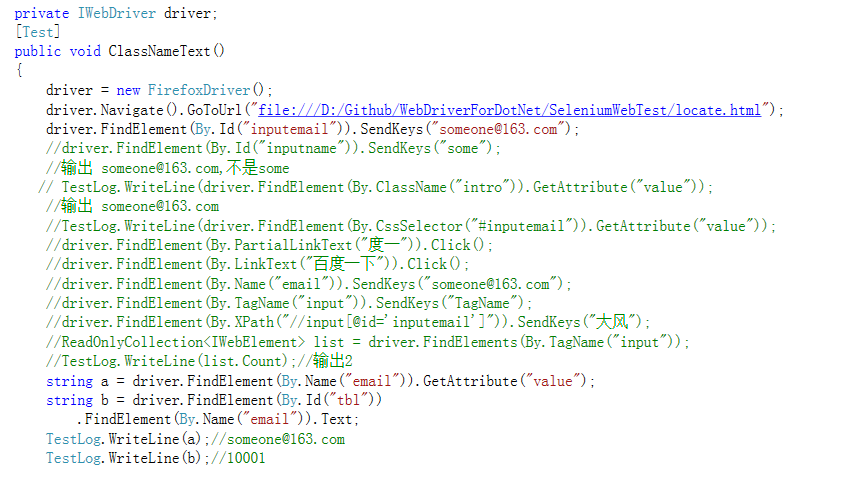 private IWebDriver driver;
[Test]
public void ClassNameText()
{
driver = new FirefoxDriver();
driver.Navigate().GoToUrl("file:///D:/Github/WebDriverForDotNet/SeleniumWebTest/locate.html");
driver.FindElement(By.Id("inputemail")).SendKeys("someone@163.com");
//driver.FindElement(By.Id("inputname")).SendKeys("some");
//输出 someone@163.com,不是some
// TestLog.WriteLine(driver.FindElement(By.ClassName("intro")).GetAttribute("value"));
//输出 someone@163.com
//TestLog.WriteLine(driver.FindElement(By.CssSelector("#inputemail")).GetAttribute("value"));
//driver.FindElement(By.PartialLinkText("度一")).Click();
//driver.FindElement(By.LinkText("百度一下")).Click();
//driver.FindElement(By.Name("email")).SendKeys("someone@163.com");
//driver.FindElement(By.TagName("input")).SendKeys("TagName");
//driver.FindElement(By.XPath("//input[@id='inputemail']")).SendKeys("大风");
//ReadOnlyCollection<IWebElement> list = driver.FindElements(By.TagName("input"));
//TestLog.WriteLine(list.Count);//输出2
string a = driver.FindElement(By.Name("email")).GetAttribute("value");
string b = driver.FindElement(By.Id("tbl"))
.FindElement(By.Name("email")).Text;
TestLog.WriteLine(a);//someone@163.com
TestLog.WriteLine(b);//10001